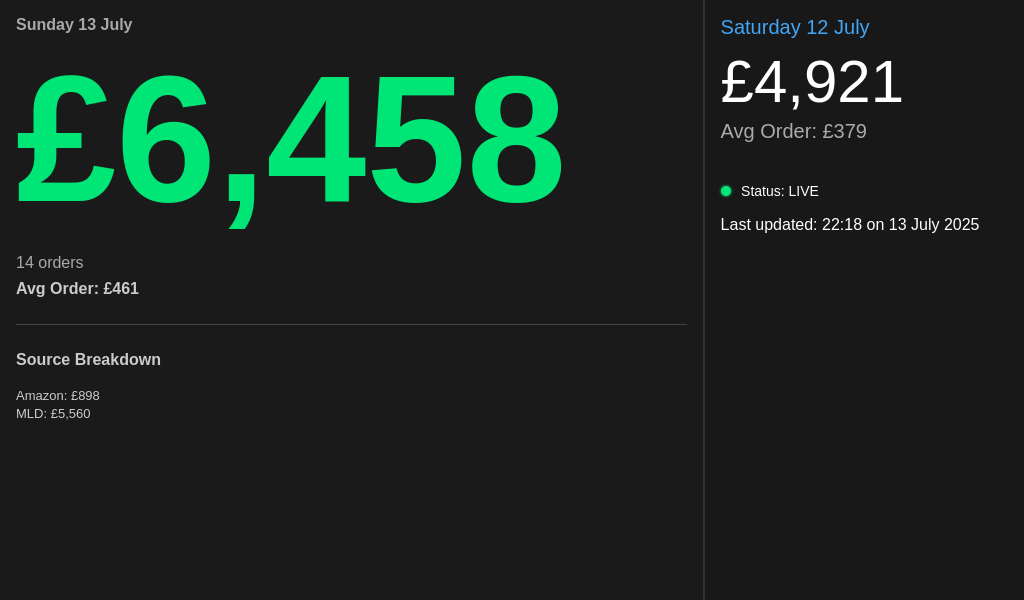 Sunday 13 July
£6,458
14 orders
Avg Order: £461
Source Breakdown
Amazon: £898
MLD: £5,560
Saturday 12 July
£4,921
Avg Order: £379
Status: LIVE
Last updated: 22:18 on 13 July 2025